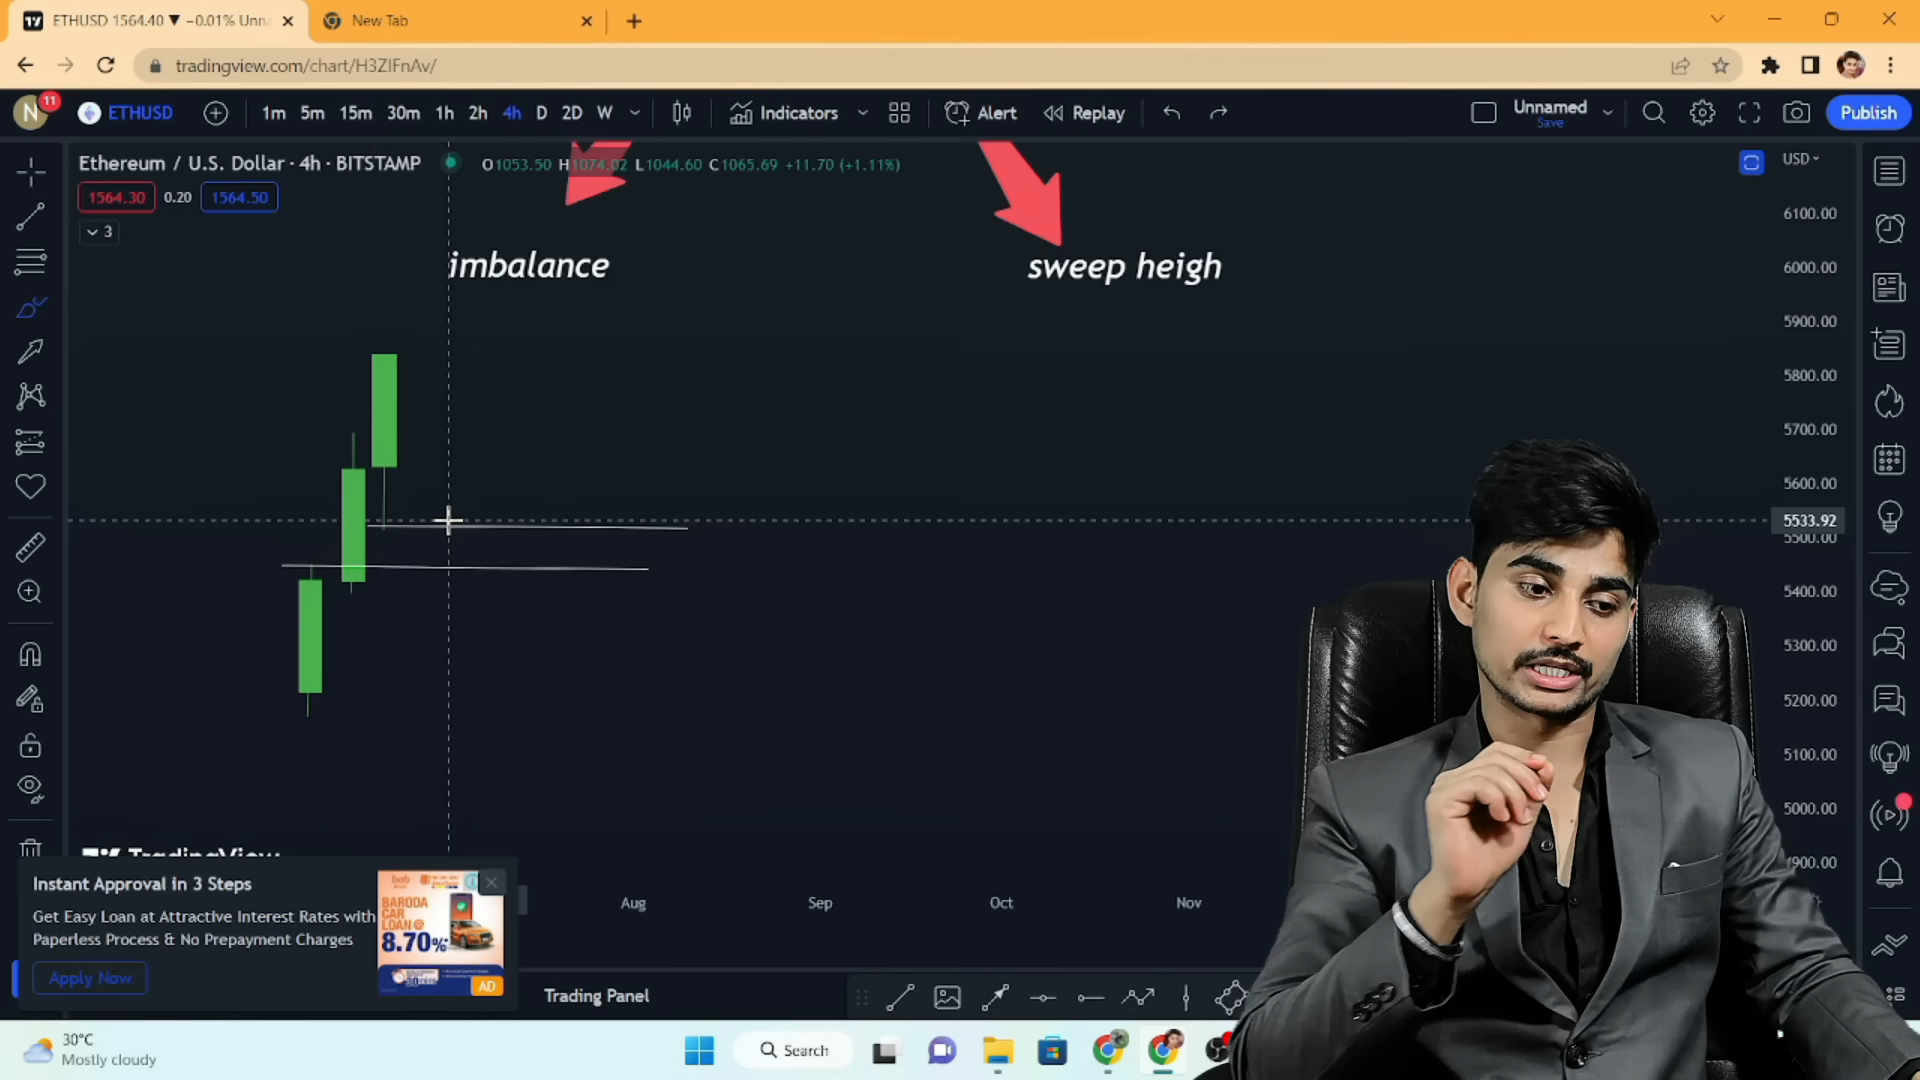 ETHUSD 1564.40 ▼ −0.01% Unna
New Tab
tradingview.com/chart/H3ZIFnAv/
N
11
ETHUSD
1m 5m 15m 30m 1h 2h 4h D 2D W
Indicators
Alert
Replay
Unnamed
Save
Publish
Ethereum / U.S. Dollar · 4h · BITSTAMP
O1053.50 H1074.02 L1044.60 C1065.69 +11.70 (+1.11%)
USD
1564.30 0.20 1564.50
3
imbalance
sweep heigh
6100.00
6000.00
5900.00
5800.00
5700.00
5600.00
5533.92
5500.00
5400.00
5300.00
5200.00
5100.00
5000.00
4900.00
TradingView
Aug Sep Oct Nov
Instant Approval in 3 Steps
Get Easy Loan at Attractive Interest Rates with
Paperless Process & No Prepayment Charges
Apply Now
bob
BARODA
CAR
LOAN@
8.70%
AD
Trading Panel
30°C
Mostly cloudy
Search